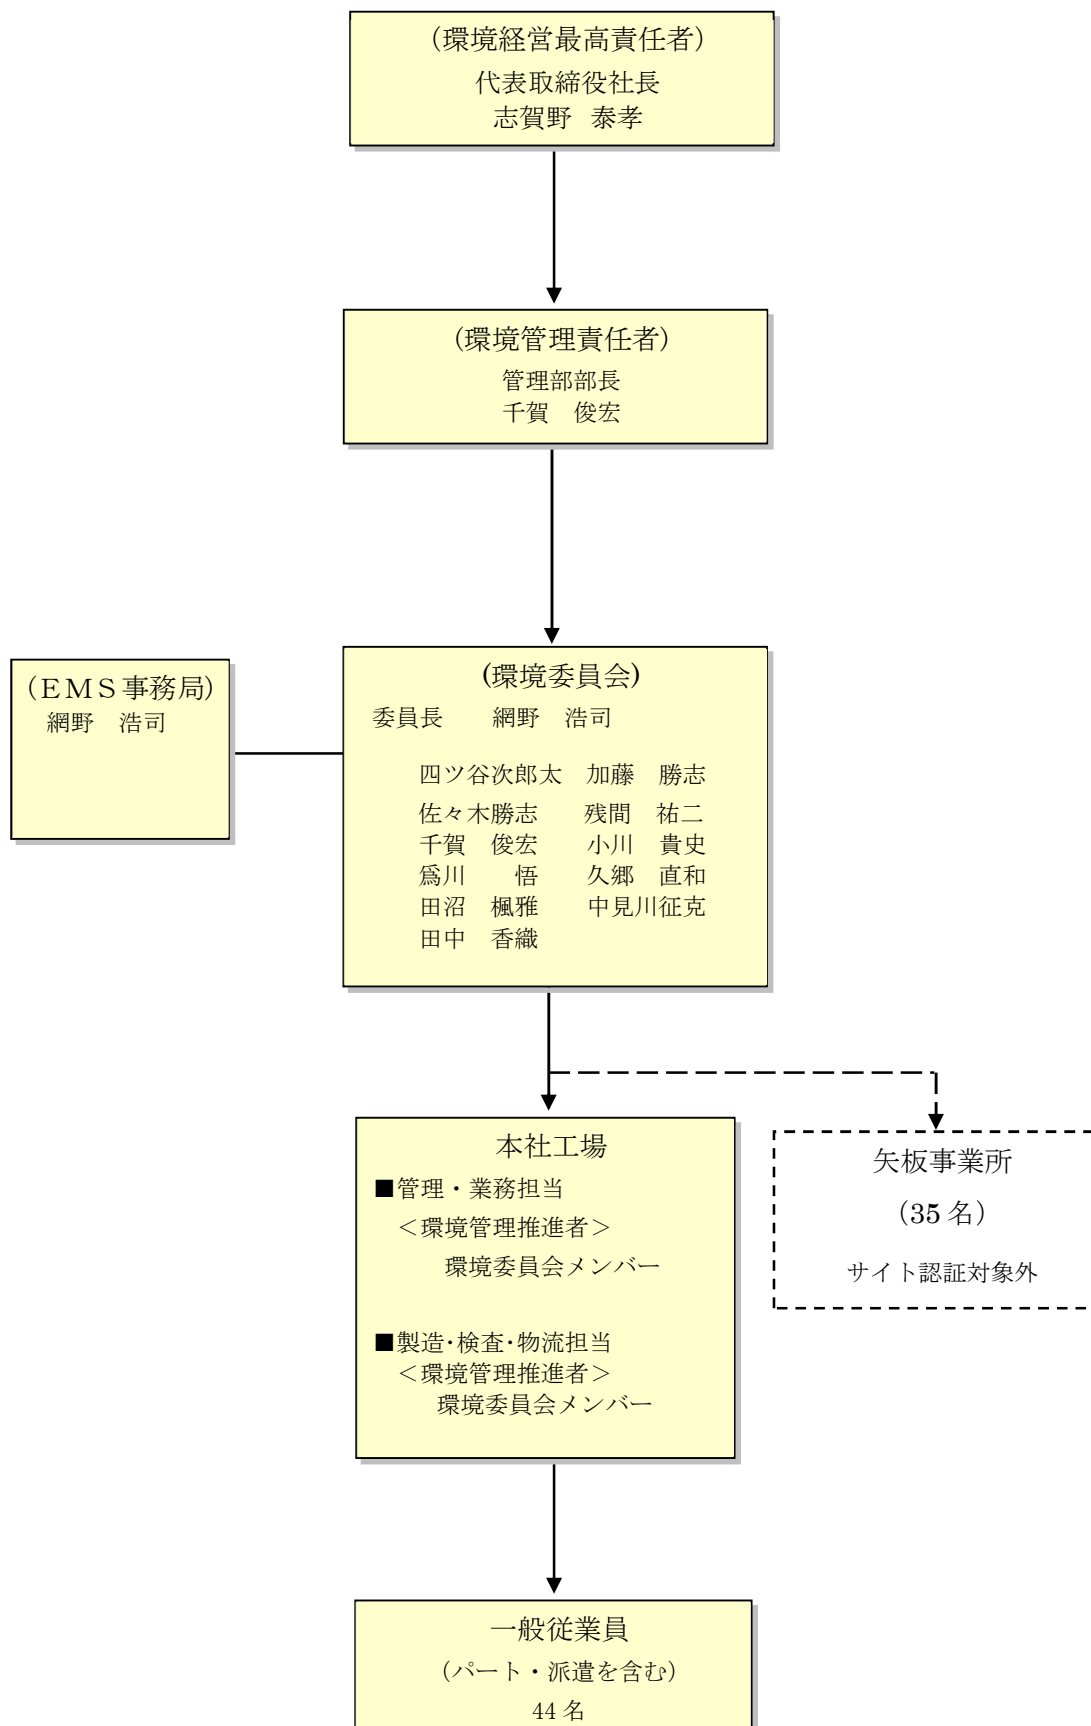 （環境経営最高責任者）
代表取締役社長
志賀野 泰孝
（環境管理責任者）
管理部部長
千賀　俊宏
（ＥＭＳ事務局）
網野　浩司
(環境委員会)
委員長　　網野　浩司
四ツ谷次郎太　加藤　勝志
佐々木勝志　　残間　祐二
千賀　俊宏　　小川　貴史
爲川　　悟　　久郷　直和
田沼　楓雅　　中見川征克
田中　香織
本社工場
■管理・業務担当
＜環境管理推進者＞
環境委員会メンバー
■製造･検査･物流担当
＜環境管理推進者＞
環境委員会メンバー
矢板事業所
（35 名）
サイト認証対象外
一般従業員
（パート・派遣を含む）
44 名